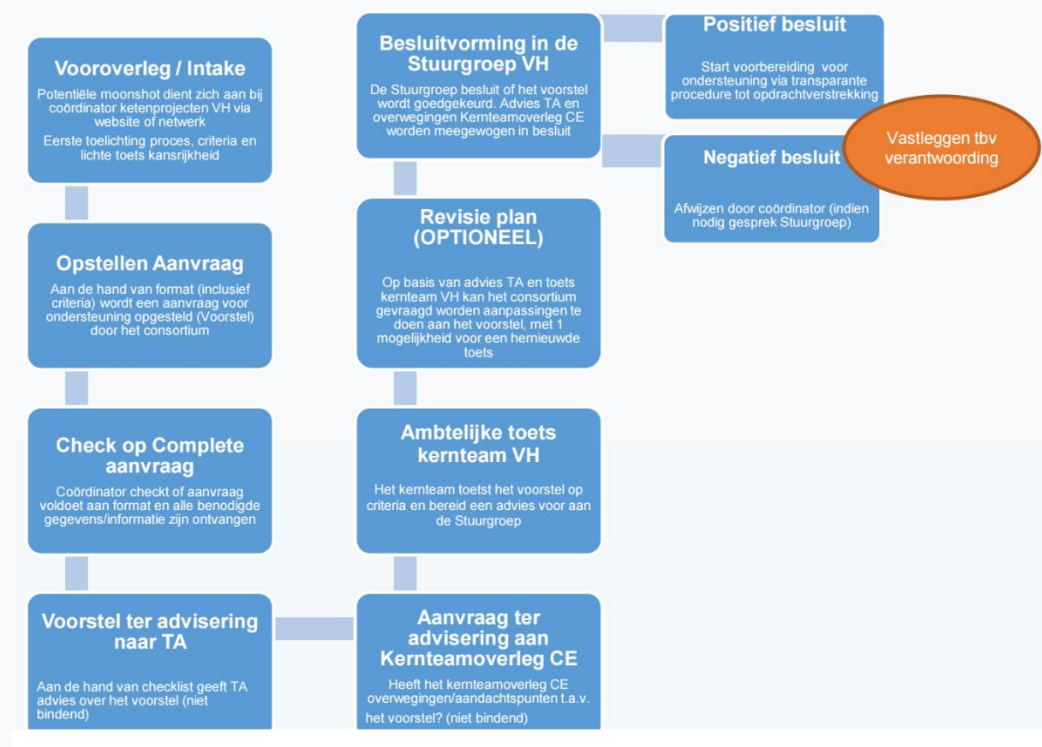 Vooroverleg / Intake
Potentiële moonshot dient zich aan bij
coördinator ketenprojecten VH via
website of netwerk
Eerste toelichting proces, criteria en
lichte toets kansrijkheid
Opstellen Aanvraag
Aan de hand van format (inclusief
criteria) wordt een aanvraag voor
ondersteuning opgesteld (Voorstel)
door het consortium
Check op Complete
aanvraag
Coördinator checkt of aanvraag
voldoet aan format en alle benodigde
gegevens/informatie zijn ontvangen
Voorstel ter advisering
naar TA
Aan de hand van checklist geeft TA
advies over het voorstel (niet
bindend)
Aanvraag ter
advisering aan
Kernteamoverleg CE
Heeft het kernteamoverleg CE
overwegingen/aandachtspunten t.a.v.
het voorstel? (niet bindend)
Ambtelijke toets
kernteam VH
Het kernteam toetst het voorstel op
criteria en bereid een advies voor aan
de Stuurgroep
Revisie plan
(OPTIONEEL)
Op basis van advies TA en toets
kernteam VH kan het consortium
gevraagd worden aanpassingen te
doen aan het voorstel, met 1
mogelijkheid voor een hernieuwde
toets
Besluitvorming in de
Stuurgroep VH
De Stuurgroep besluit of het voorstel
wordt goedgekeurd. Advies TA en
overwegingen Kernteamoverleg CE
worden meegewogen in besluit
Positief besluit
Start voorbereiding voor
ondersteuning via transparante
procedure tot opdrachtverstrekking
Negatief besluit
Afwijzen door coördinator (indien
nodig gesprek Stuurgroep)
Vastleggen tbv
verantwoording